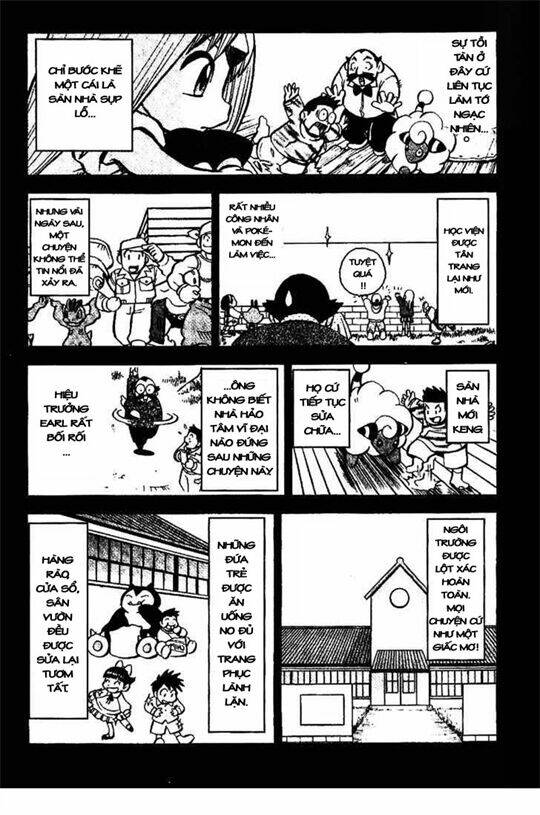 SỰ TỒI
TÀN Ở
ĐÂY CỨ
LIÊN TỤC
LÀM TỚ
NGẠC
NHIÊN...
CHỈ BƯỚC KHẼ
MỘT CÁI LÀ
SÀN NHÀ SỤP
LỖ...
HỌC VIỆN
ĐƯỢC
TÂN
TRANG
LẠI NHƯ
MỚI.
RẤT NHIỀU
CÔNG NHÂN
VÀ POKÉ-
MON ĐẾN
LÀM VIỆC...
TUYỆT
QUÁ
!!
NHƯNG VÀI
NGÀY SAU,
MỘT
CHUYỆN
KHÔNG THỂ
TIN NỔI ĐÃ
XẢY RA.
SÀN
NHÀ
MỚI
KENG
HỌ CỨ
TIẾP TỤC
SỬA
CHỮA...
...ÔNG
KHÔNG BIẾT
NHÀ HẢO
TÂM VĨ ĐẠI
NÀO ĐỨNG
SAU NHỮNG
CHUYỆN NÀY
HIỆU
TRƯỞNG
EARL RẤT
BỐI RỐI
...
NGÔI
TRƯỜNG
ĐƯỢC
LỘT XÁC
HOÀN
TOÀN.
MỌI
CHUYỆN CỨ
NHƯ MỘT
GIẤC MƠ!
NHỮNG
ĐỨA
TRẺ
ĐƯỢC
ĂN
UỐNG
NO ĐỦ
VỚI
TRANG
PHỤC
LÀNH
LẶN.
HÀNG
RÀO,
CỬA SỔ,
SÂN
VƯỜN
ĐỀU
ĐƯỢC
SỬA LẠI
TƯƠM
TẤT.